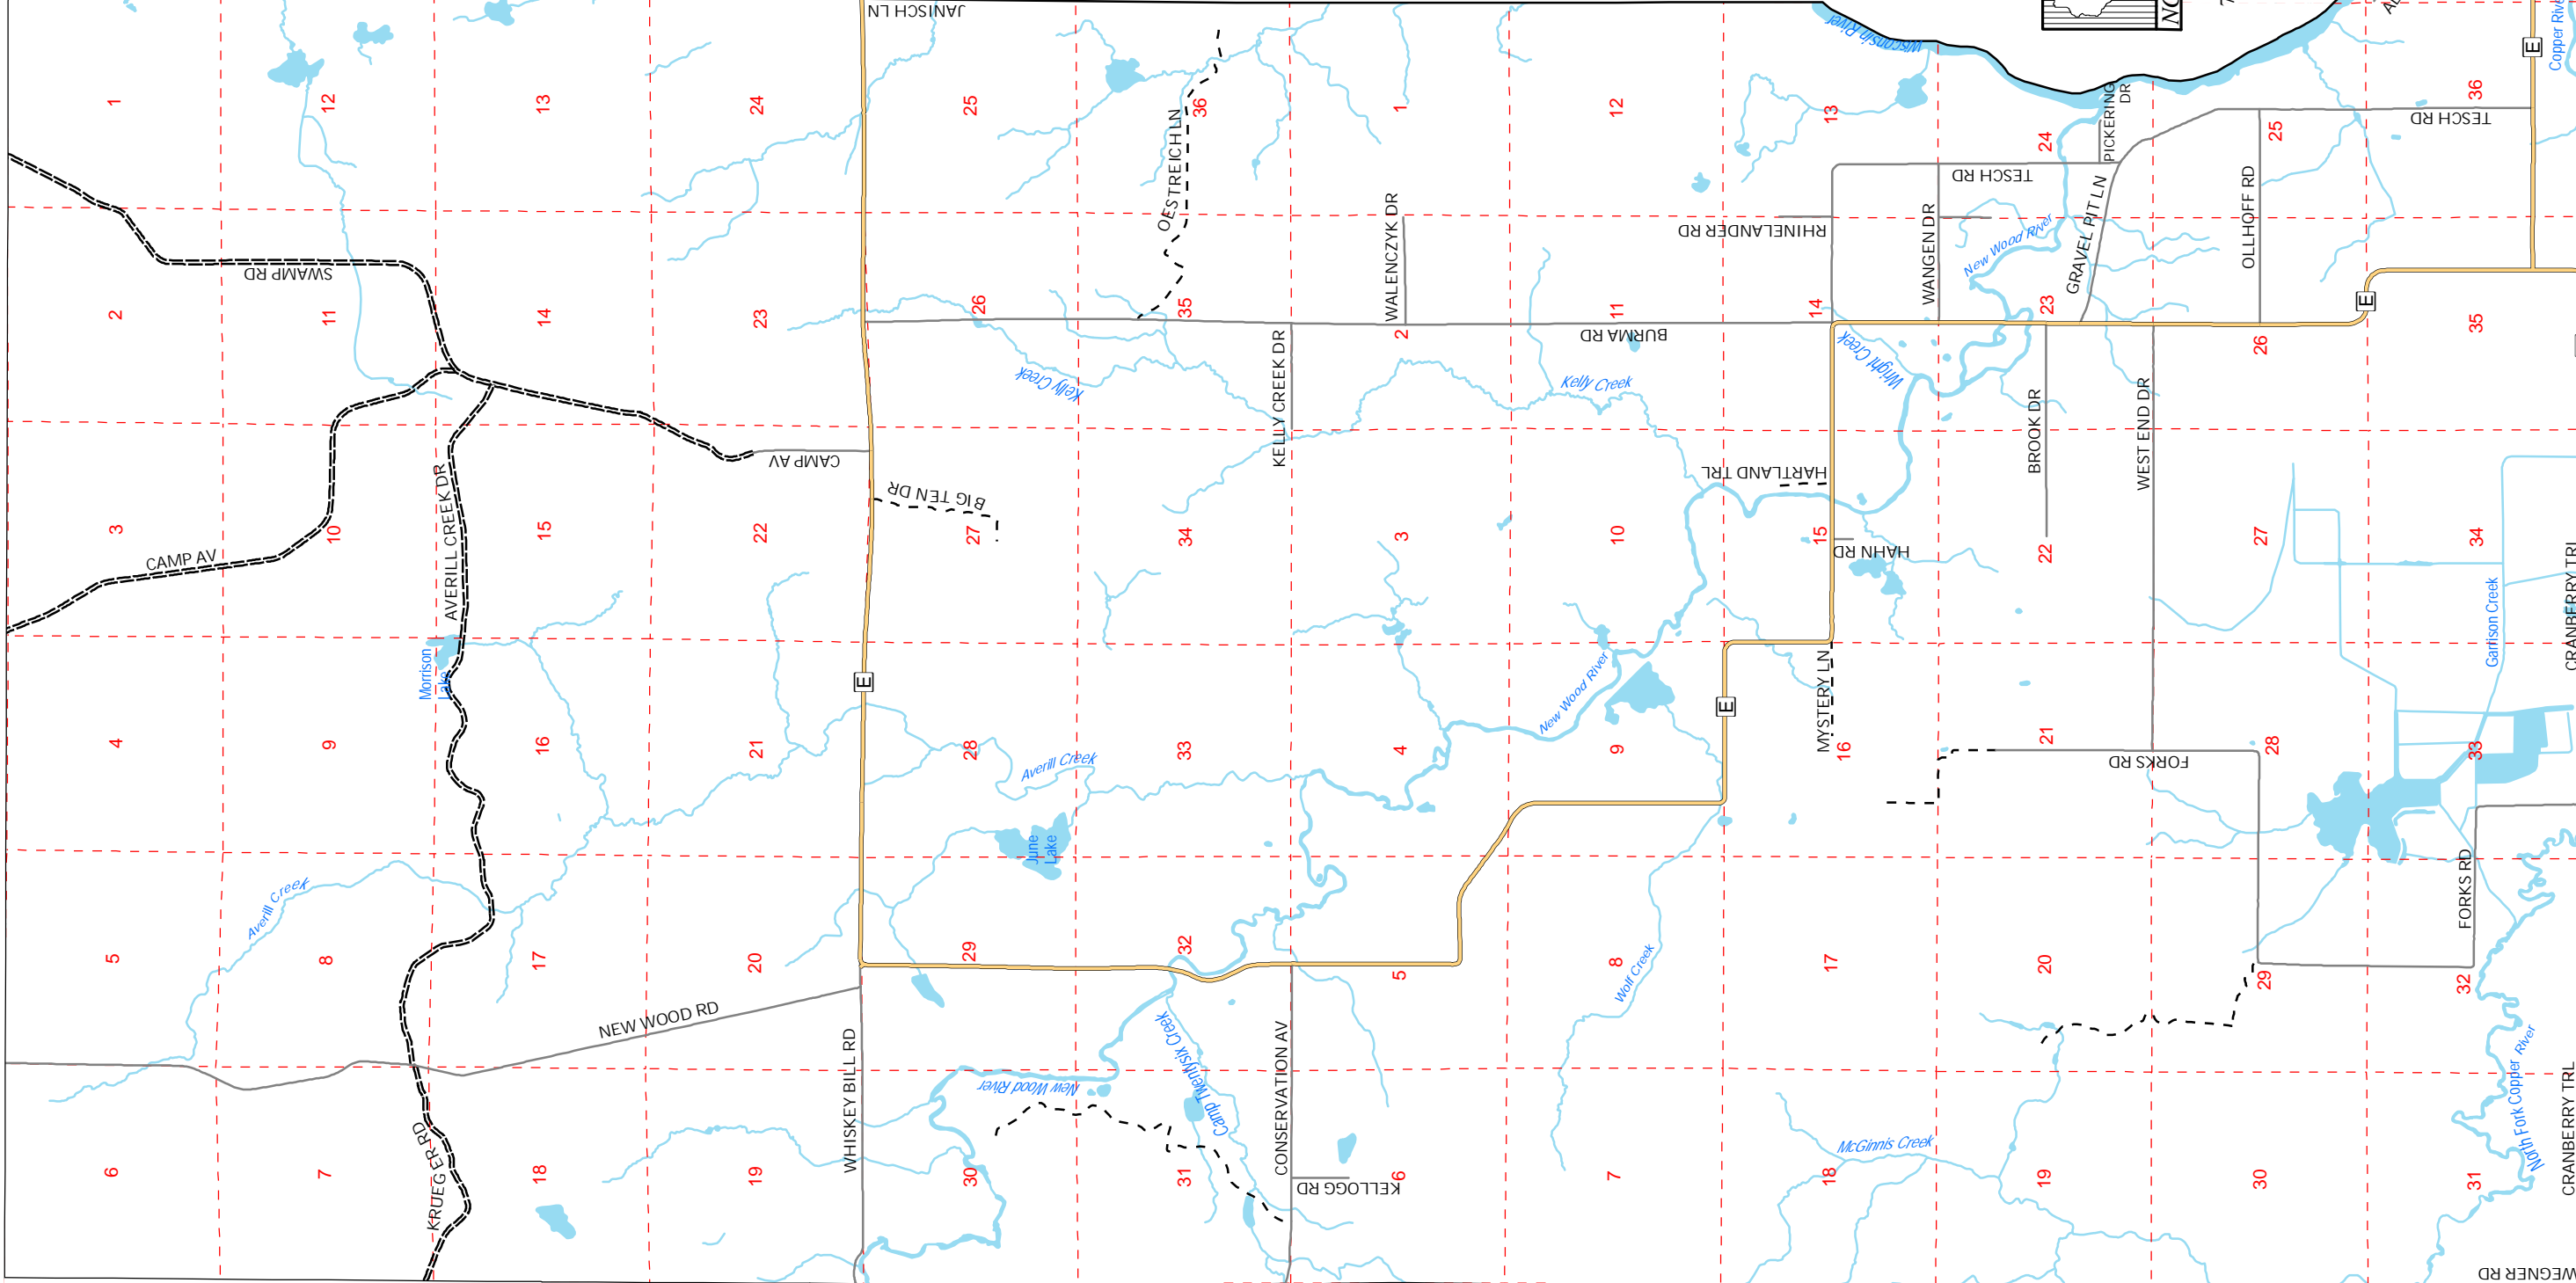 JANISCH LN
Wisconsin River
NO
E
Copper Rive
1
12
13
24
25
36
1
12
13
24
PICKERING
DR
25
36
TESCH RD
OESTREICH LN
TESCH RD
OLLHOFF RD
GRAVEL PIT LN
WALENCZYK DR
RHINELANDER RD
WANGEN DR
New Wood River
SWAMP RD
2
11
14
23
26
35
2
11
14
23
26
35
E
BURMA RD
KELLY CREEK DR
Kelly Creek
Kelly Creek
Wright Creek
BROOK DR
WEST END DR
CAMP AV
BIG TEN DR
HARTLAND TRL
AVERILL CREEK DR
CAMP AV
3
10
15
22
27
34
3
10
15
HAHN RD
22
27
34
Garrison Creek
CRANBERRY TRL
Morrison
Lake
E
New Wood River
E
MYSTERY LN
4
9
16
21
28
33
4
9
16
21
28
33
Averill Creek
FORKS RD
June
Lake
Averill Creek
FORKS RD
5
8
17
20
29
32
5
8
17
20
29
32
Wolf Creek
NEW WOOD RD
WHISKEY BILL RD
New Wood River
Camp Twentysix Creek
CONSERVATION AV
North Fork Copper River
CRANBERRY TRL
McGinnis Creek
KRUEGER RD
6
7
18
19
30
31
6
7
18
19
30
31
KELLOGG RD
WEGNER RD